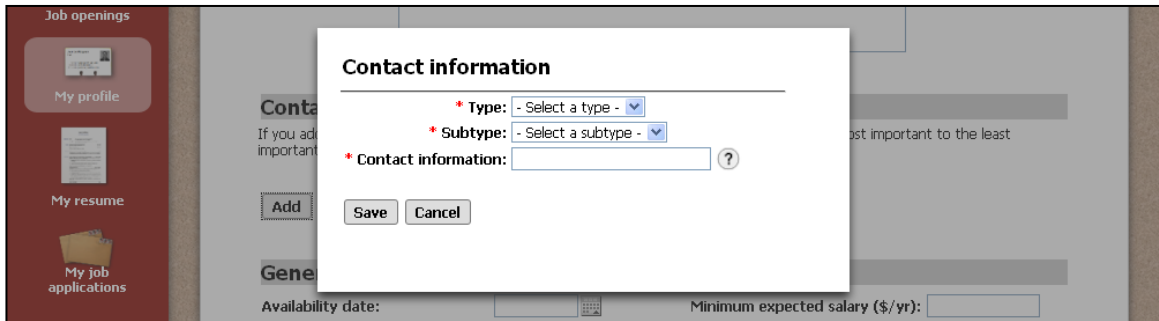 Job openings
My profile
My resume
My job
applications
Conta
If you ad
important
ost important to the least
Add
Contact information
* Type: - Select a type -
* Subtype: - Select a subtype -
* Contact information: ?
Save Cancel
Gene
Availability date: Minimum expected salary ($/yr):